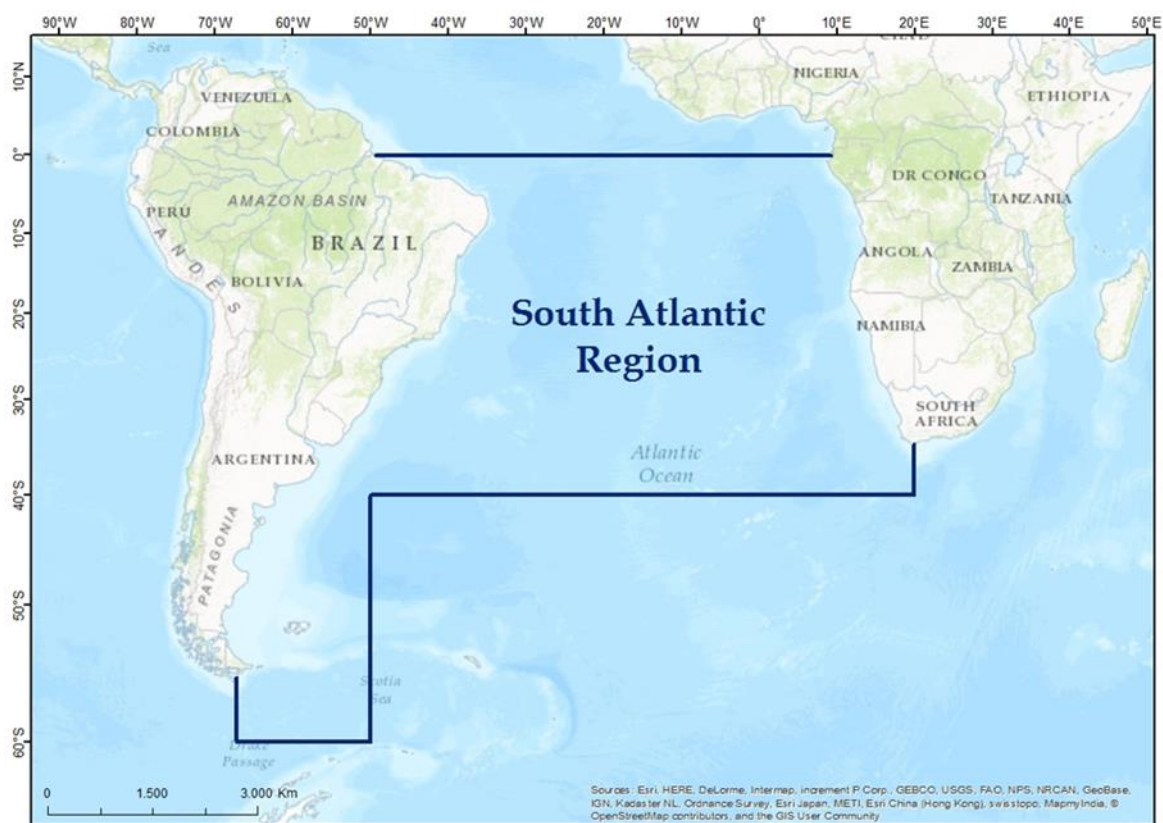 90°W 80°W 70°W 60°W 50°W 40°W 30°W 20°W 10°W 0° 10°E 20°E 30°E 40°E 50°E
Sea
NIGERIA
10°N
VENEZUELA
ETHIOPIA
COLOMBIA
0°
DR CONGO
AMAZON BASIN
TANZANIA
PERU
10°S
BRAZIL
ANGOLA
ZAMBIA
BOLIVIA
ANDES
20°S
South Atlantic
Region
NAMIBIA
30°S
SOUTH
AFRICA
ARGENTINA
Atlantic
Ocean
40°S
PATAGONIA
50°S
Scotia
Sea
60°S
Drake
Passage
0 1.500 3.000 Km
Sources: Esri, HERE, DeLorme, Intermap, increment P Corp., GEBCO, USGS, FAO, NPS, NRCAN, GeoBase,
IGN, Kadaster NL, Ordnance Survey, Esri Japan, METI, Esri China (Hong Kong), swisstopo, MapmyIndia, ©
OpenStreetMap contributors, and the GIS User Community